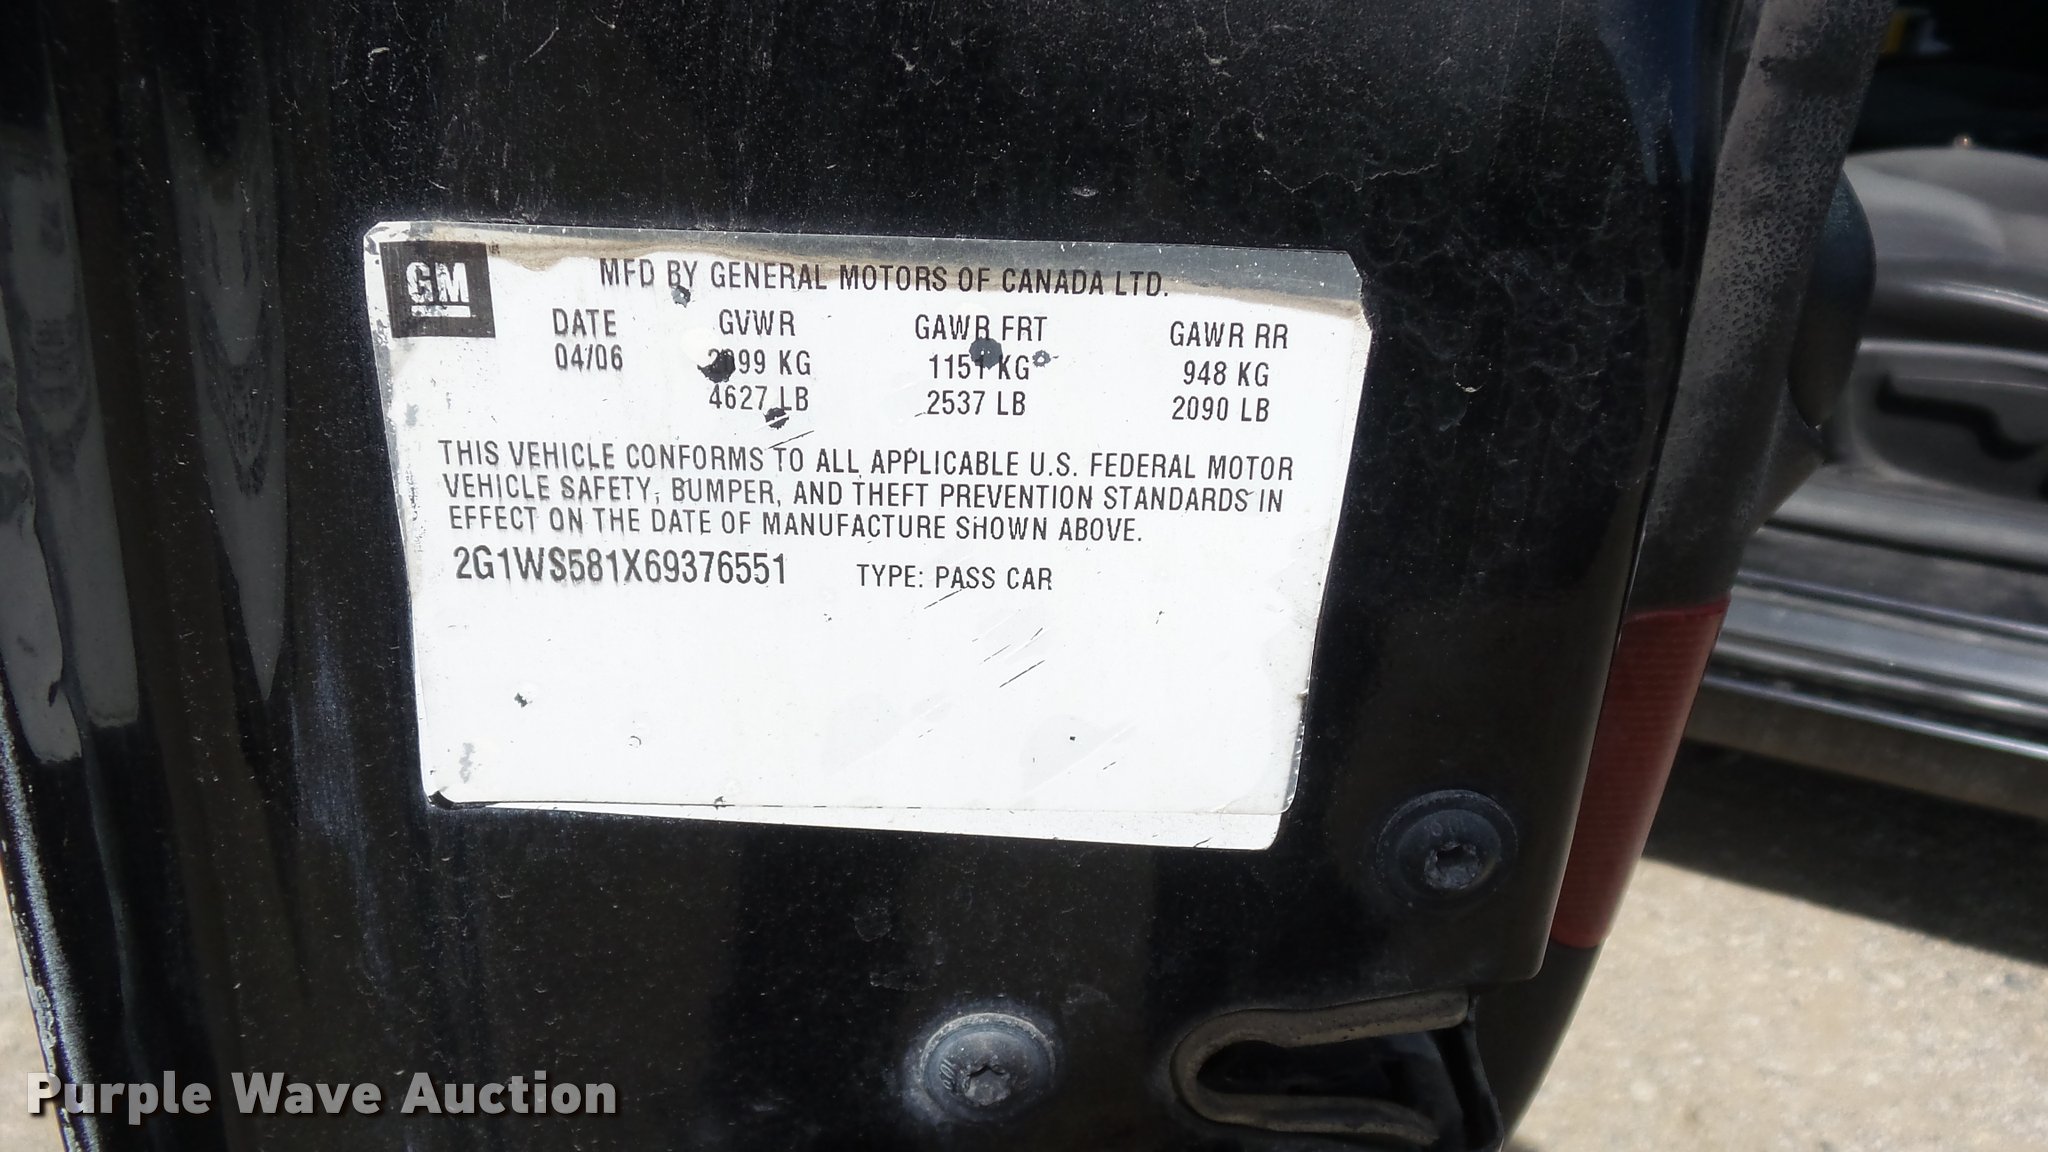 GM
MFD BY GENERAL MOTORS OF CANADA LTD.
DATE GVWR GAWR FRT GAWR RR
04/06 2099 KG 1151 KG 948 KG
4627 LB 2537 LB 2090 LB
THIS VEHICLE CONFORMS TO ALL APPLICABLE U.S. FEDERAL MOTOR
VEHICLE SAFETY, BUMPER, AND THEFT PREVENTION STANDARDS IN
EFFECT ON THE DATE OF MANUFACTURE SHOWN ABOVE.
2G1WS581X69376551 TYPE: PASS CAR
Purple Wave Auction